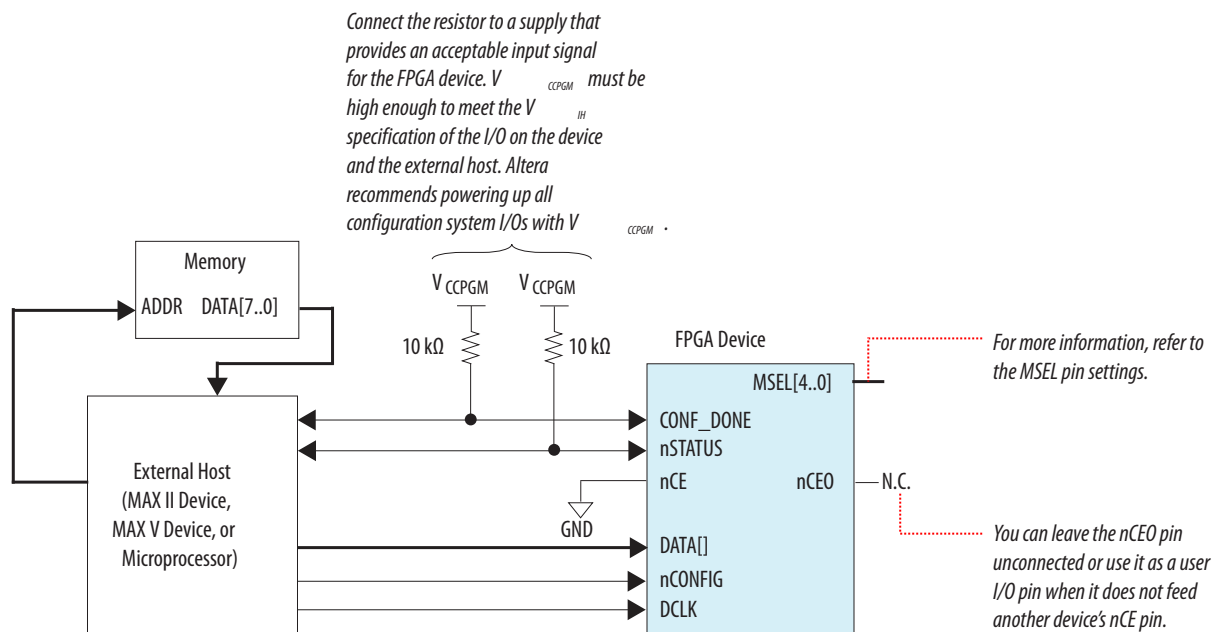 Connect the resistor to a supply that
provides an acceptable input signal
for the FPGA device. V CCPGM must be
high enough to meet the V IH
specification of the I/O on the device
and the external host. Altera
recommends powering up all
configuration system I/Os with V CCPGM .
Memory
ADDR DATA[7..0]
V CCPGM V CCPGM
10 kΩ 10 kΩ
FPGA Device
MSEL[4..0]
For more information, refer to
the MSEL pin settings.
CONF_DONE
nSTATUS
nCE nCEO N.C.
GND
External Host
(MAX II Device,
MAX V Device, or
Microprocessor)
DATA[]
nCONFIG
DCLK
You can leave the nCEO pin
unconnected or use it as a user
I/O pin when it does not feed
another device's nCE pin.